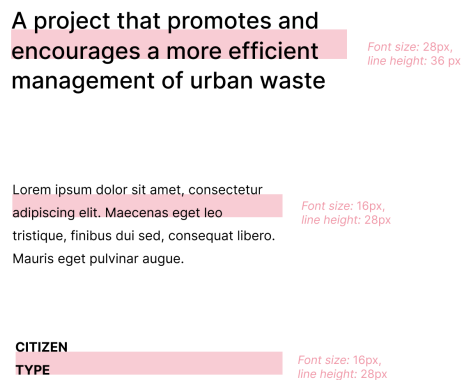 A project that promotes and
encourages a more efficient
management of urban waste
Font size: 28px,
line height: 36 px
Lorem ipsum dolor sit amet, consectetur
adipiscing elit. Maecenas eget leo
tristique, finibus dui sed, consequat libero.
Mauris eget pulvinar augue.
Font size: 16px,
line height: 28px
CITIZEN
TYPE
Font size: 16px,
line height: 28px